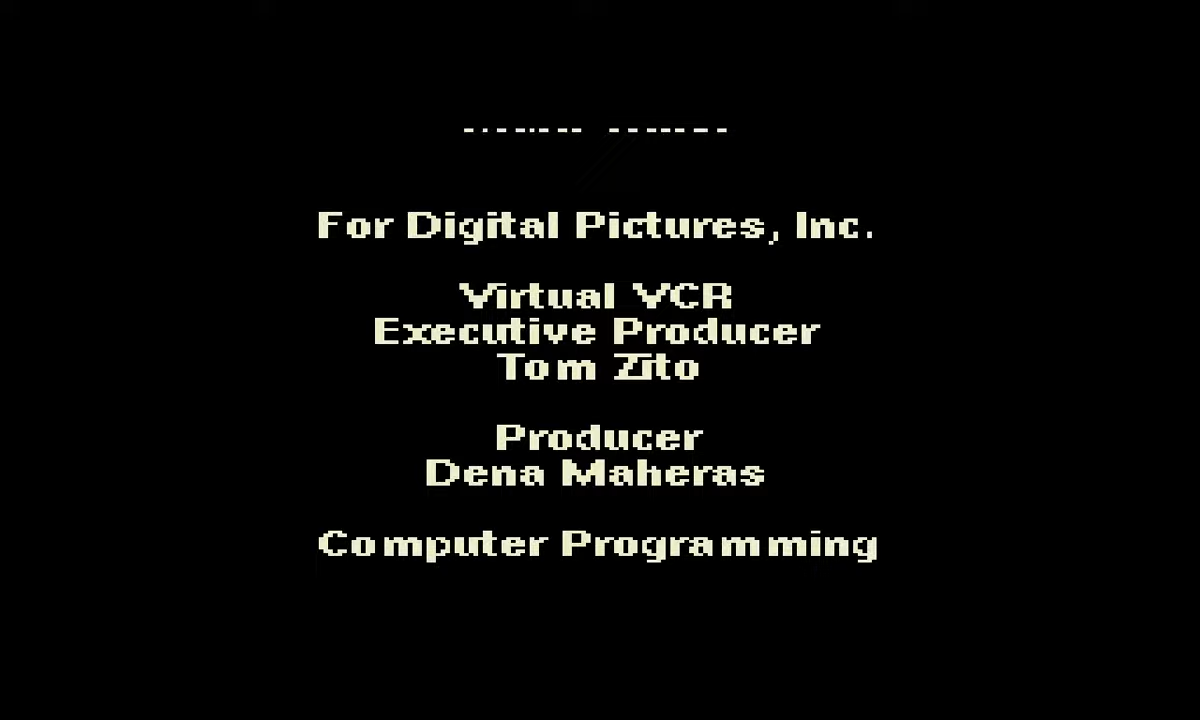 For Digital Pictures, Inc.
Virtual VCR
Executive Producer
Tom Zito
Producer
Dena Maheras
Computer Programming